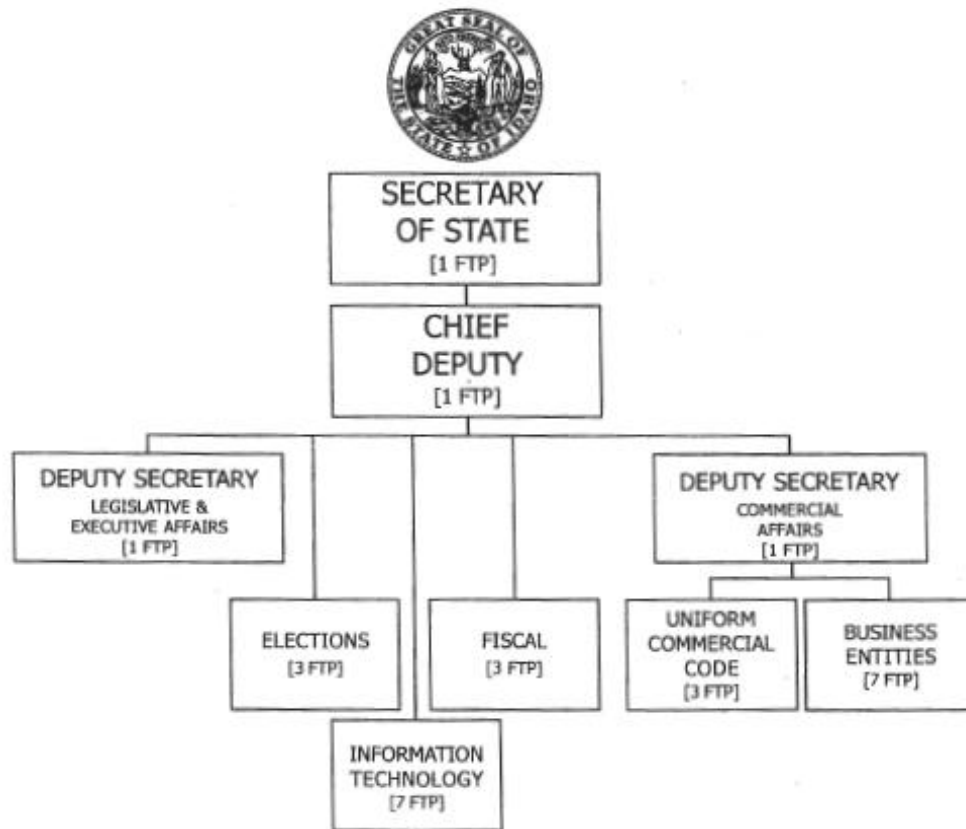 GREAT SEAL OF
THE STATE OF IDAHO
SECRETARY
OF STATE
[1 FTP]
CHIEF
DEPUTY
[1 FTP]
DEPUTY SECRETARY
LEGISLATIVE &
EXECUTIVE AFFAIRS
[1 FTP]
DEPUTY SECRETARY
COMMERCIAL
AFFAIRS
[1 FTP]
ELECTIONS
[3 FTP]
FISCAL
[3 FTP]
UNIFORM
COMMERCIAL
CODE
[3 FTP]
BUSINESS
ENTITIES
[7 FTP]
INFORMATION
TECHNOLOGY
[7 FTP]